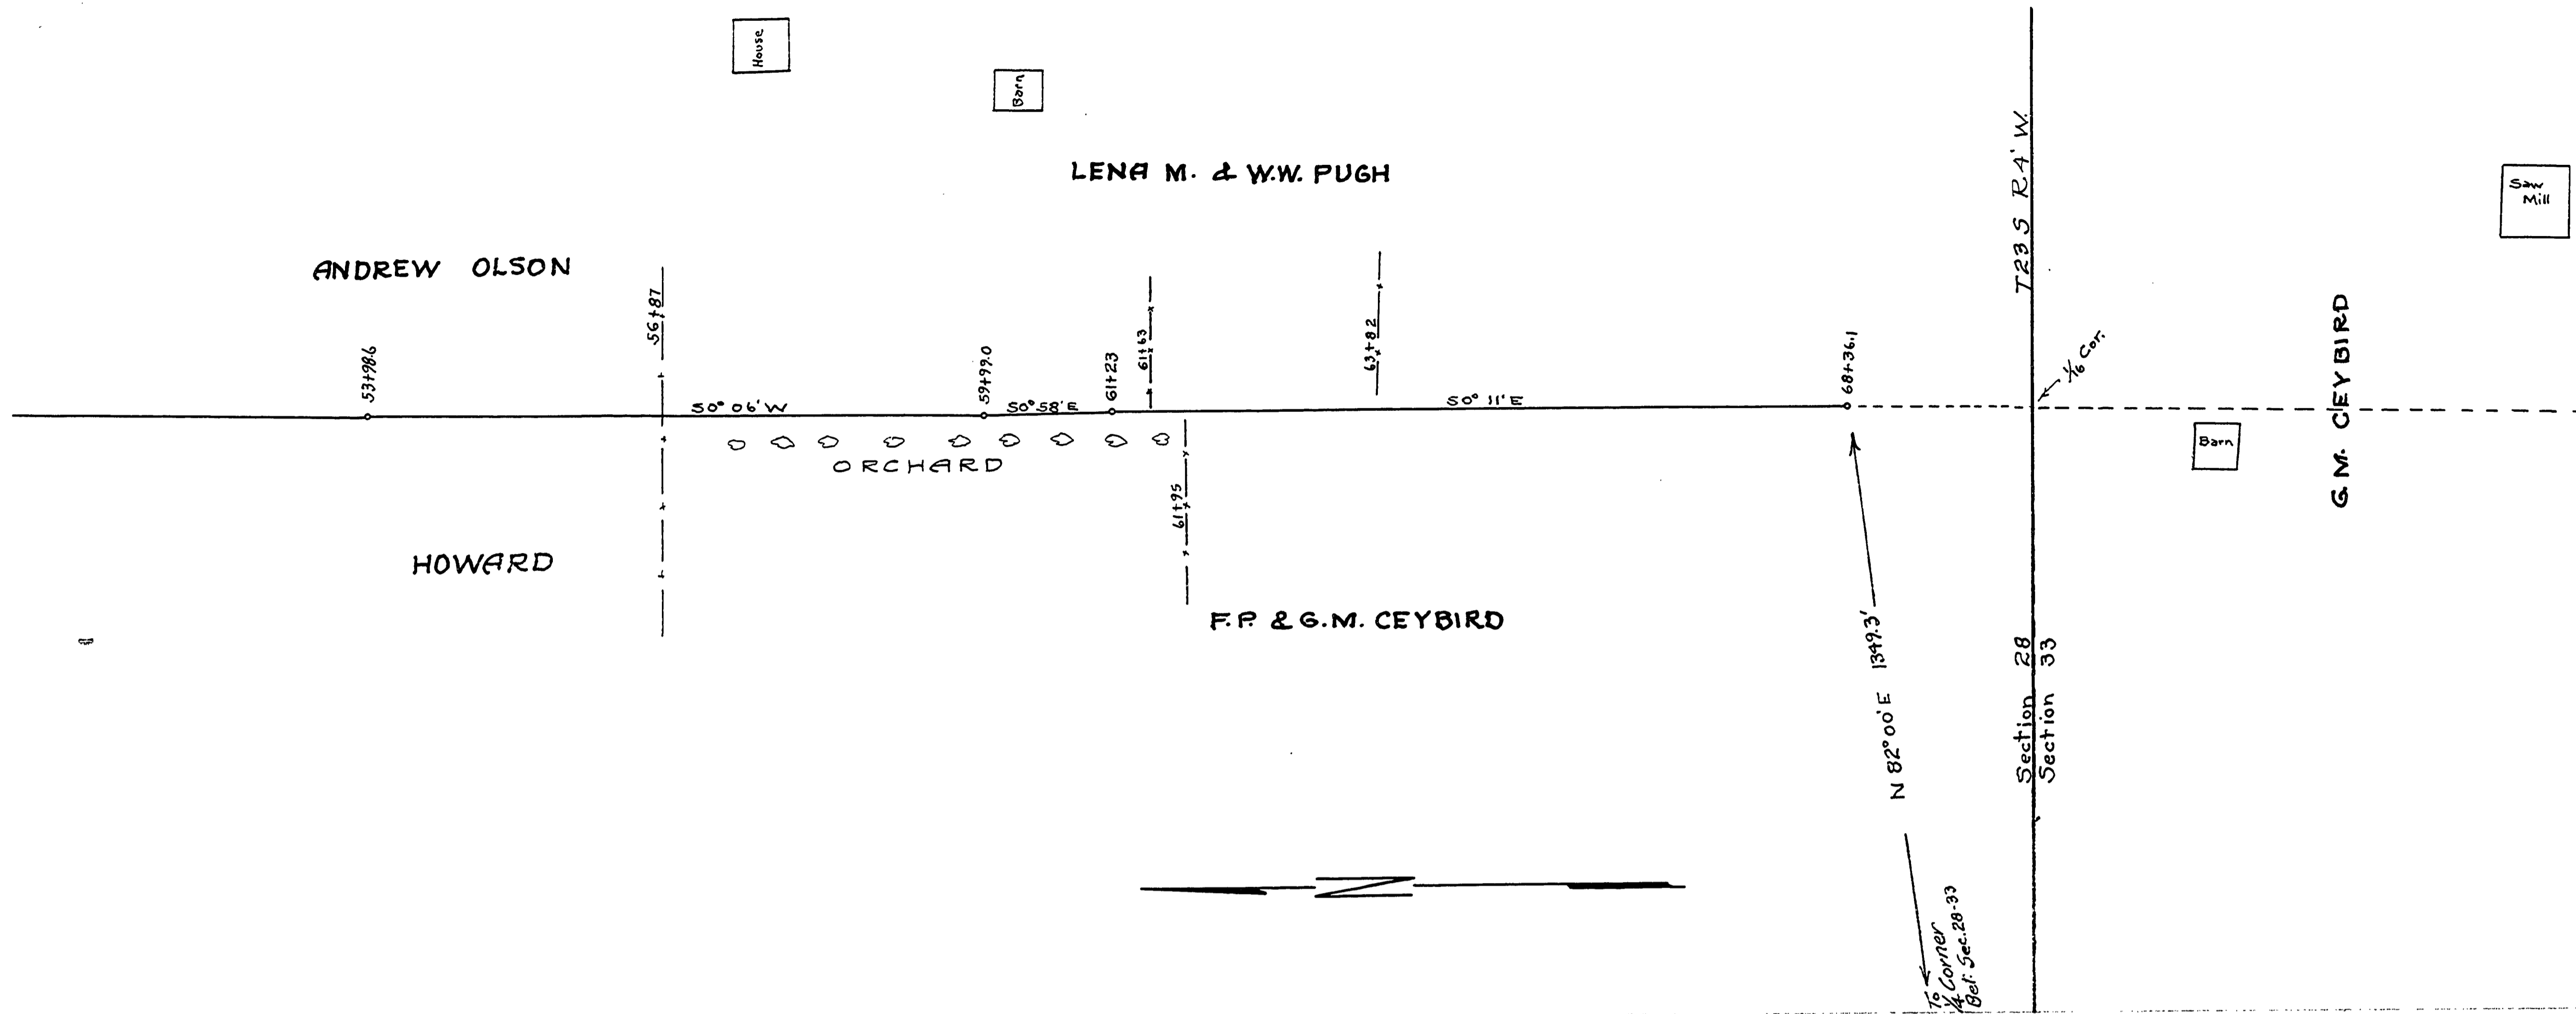 House
Barn
LENA M. & W.W. PUGH
T23 S R 4 W.
Saw
Mill
ANDREW OLSON
56+87
53+98.6
59+99.0
61+23
61+63
63+82
68+36.1
1/16 Cor.
G.M. CEYBIRD
S0° 06' W
S0° 58' E
S0° 11' E
ORCHARD
Barn
61+95
HOWARD
F.P. & G.M. CEYBIRD
N 82° 00' E 1349.3'
Section 28
Section 33
N
To
1/4 Corner
Bet. Sec. 28-33